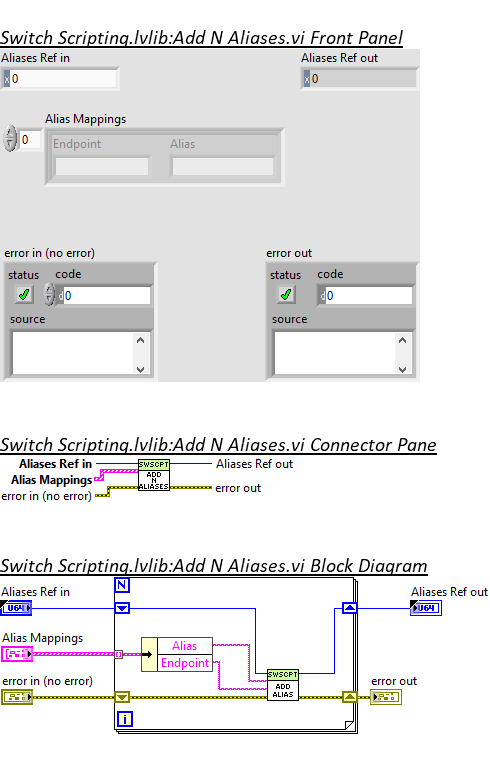 Switch Scripting.lvlib:Add N Aliases.vi Front Panel
Aliases Ref in
Aliases Ref out
x 0
x 0
Alias Mappings
0
Endpoint
Alias
error in (no error)
error out
status
code
status
code
d 0
d 0
source
source
Switch Scripting.lvlib:Add N Aliases.vi Connector Pane
Aliases Ref in
SWSCPT
Aliases Ref out
Alias Mappings
ADD
N
ALIASES
error in (no error)
error out
Switch Scripting.lvlib:Add N Aliases.vi Block Diagram
N
Aliases Ref in
Aliases Ref out
U64
U64
Alias Mappings
Alias
Endpoint
error in (no error)
SWSCPT
ADD
ALIAS
error out
i